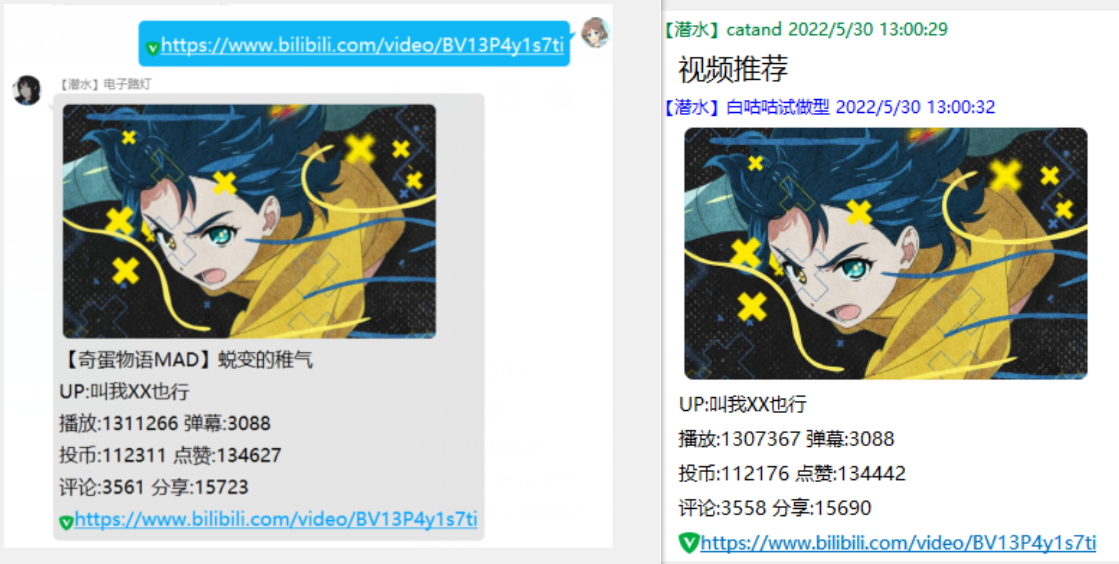 https://www.bilibili.com/video/BV13P4y1s7ti
【潜水】电子路灯
【奇蛋物语MAD】蜕变的稚气
UP:叫我XX也行
播放:1311266 弹幕:3088
投币:112311 点赞:134627
评论:3561 分享:15723
https://www.bilibili.com/video/BV13P4y1s7ti
【潜水】catand 2022/5/30 13:00:29
视频推荐
【潜水】白咕咕试做型 2022/5/30 13:00:32
UP:叫我XX也行
播放:1307367 弹幕:3088
投币:112176 点赞:134442
评论:3558 分享:15690
https://www.bilibili.com/video/BV13P4y1s7ti